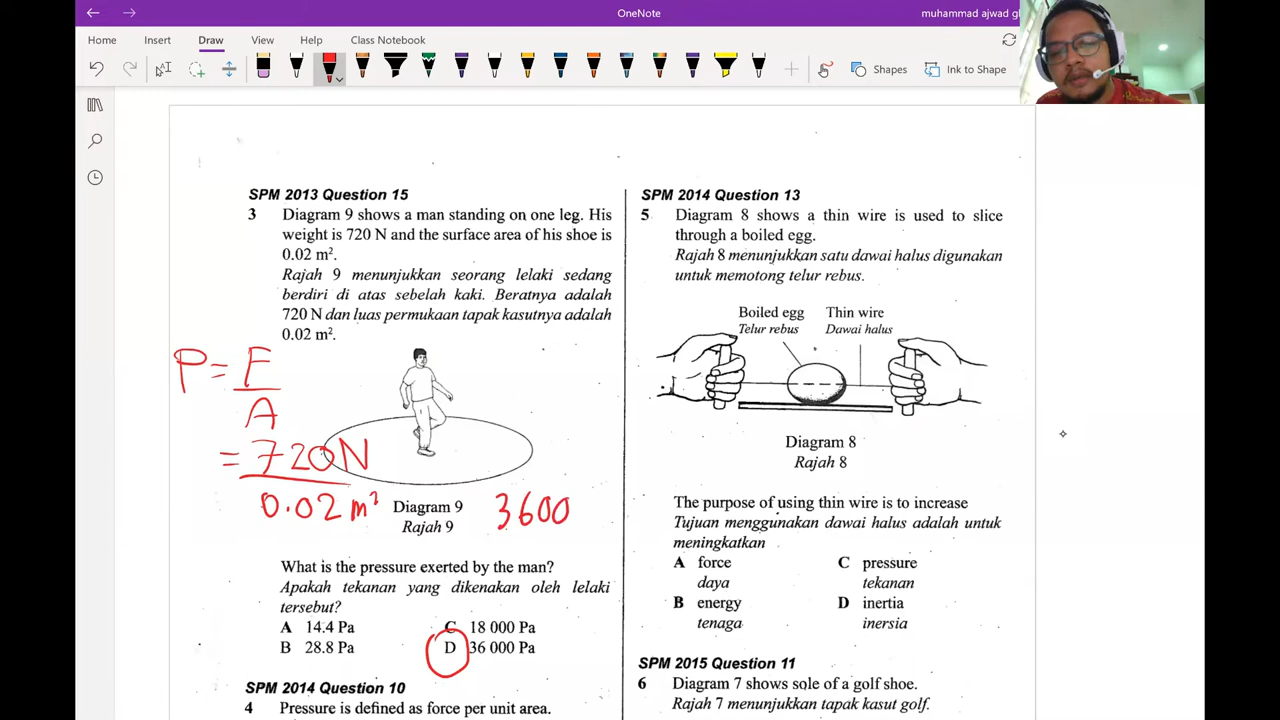 OneNote
muhammad ajwad gl
Home Insert Draw View Help Class Notebook
Shapes Ink to Shape
SPM 2013 Question 15
3 Diagram 9 shows a man standing on one leg. His
weight is 720 N and the surface area of his shoe is
0.02 m².
Rajah 9 menunjukkan seorang lelaki sedang
berdiri di atas sebelah kaki. Beratnya adalah
720 N dan luas permukaan tapak kasutnya adalah
0.02 m².
P = F
A
= 720N
0.02 m²
3600
Diagram 9
Rajah 9
What is the pressure exerted by the man?
Apakah tekanan yang dikenakan oleh lelaki
tersebut?
A 14.4 Pa C 18 000 Pa
B 28.8 Pa D 36 000 Pa
SPM 2014 Question 10
4 Pressure is defined as force per unit area.
SPM 2014 Question 13
5 Diagram 8 shows a thin wire is used to slice
through a boiled egg.
Rajah 8 menunjukkan satu dawai halus digunakan
untuk memotong telur rebus.
Boiled egg Thin wire
Telur rebus Dawai halus
Diagram 8
Rajah 8
The purpose of using thin wire is to increase
Tujuan menggunakan dawai halus adalah untuk
meningkatkan
A force C pressure
daya tekanan
B energy D inertia
tenaga inersia
SPM 2015 Question 11
6 Diagram 7 shows sole of a golf shoe.
Rajah 7 menunjukkan tapak kasut golf.